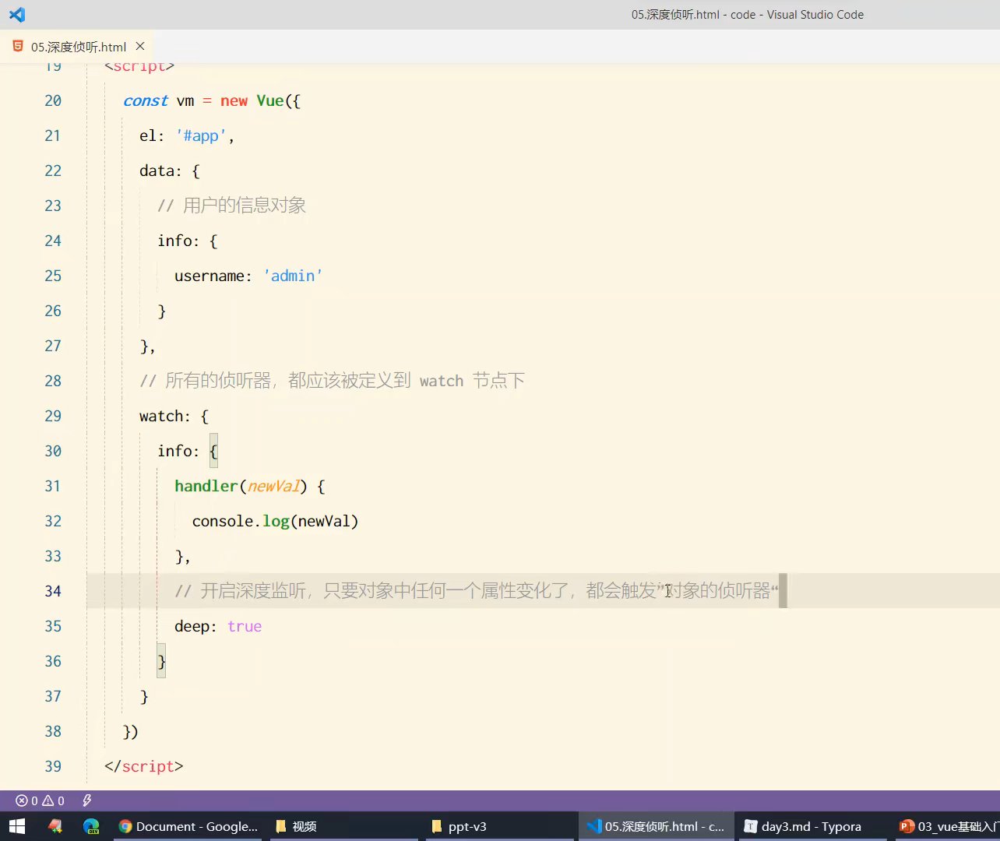 05.深度侦听.html - code - Visual Studio Code
05.深度侦听.html
19 <script>
20 const vm = new Vue({
21 el: '#app',
22 data: {
23 // 用户的信息对象
24 info: {
25 username: 'admin'
26 }
27 },
28 // 所有的侦听器，都应该被定义到 watch 节点下
29 watch: {
30 info: {
31 handler(newVal) {
32 console.log(newVal)
33 },
34 // 开启深度监听，只要对象中任何一个属性变化了，都会触发”对象的侦听器“
35 deep: true
36 }
37 }
38 })
39 </script>
0 0
DEV Document - Google... 视频 ppt-v3 05.深度侦听.html - c... T day3.md - Typora P 03_vue基础入门